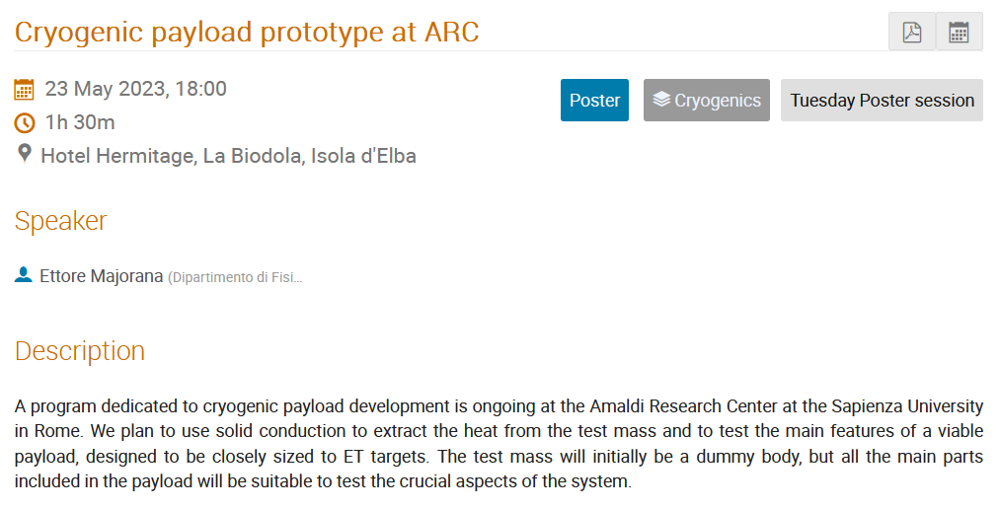 Cryogenic payload prototype at ARC
23 May 2023, 18:00
Poster
Cryogenics
Tuesday Poster session
1h 30m
Hotel Hermitage, La Biodola, Isola d'Elba
Speaker
Ettore Majorana (Dipartimento di Fisi...
Description
A program dedicated to cryogenic payload development is ongoing at the Amaldi Research Center at the Sapienza University
in Rome. We plan to use solid conduction to extract the heat from the test mass and to test the main features of a viable
payload, designed to be closely sized to ET targets. The test mass will initially be a dummy body, but all the main parts
included in the payload will be suitable to test the crucial aspects of the system.